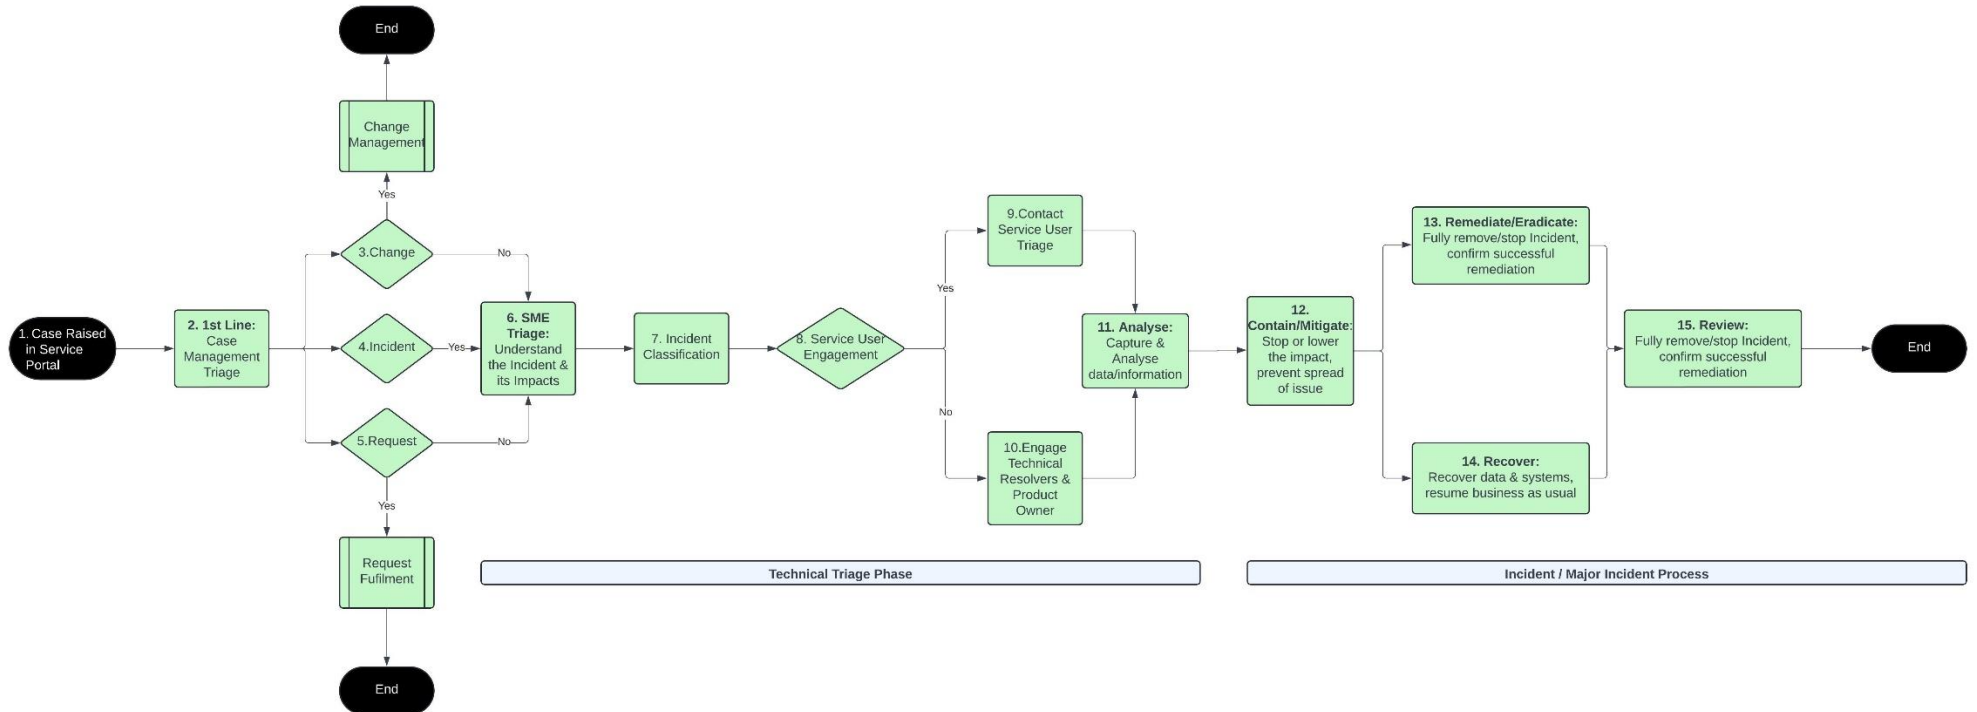 End
Change
Management
Yes
3.Change
No
1. Case Raised
in Service
Portal
2. 1st Line:
Case
Management
Triage
4.Incident
Yes
5.Request
No
Yes
Request
Fufilment
End
6. SME
Triage:
Understand
the Incident &
its Impacts
7. Incident
Classification
8. Service User
Engagement
Yes
No
9.Contact
Service User
Triage
10.Engage
Technical
Resolvers &
Product
Owner
11. Analyse:
Capture &
Analyse
data/information
12.
Contain/Mitigate:
Stop or lower
the impact,
prevent spread
of issue
13. Remediate/Eradicate:
Fully remove/stop Incident,
confirm successful
remediation
14. Recover:
Recover data & systems,
resume business as usual
15. Review:
Fully remove/stop Incident,
confirm successful
remediation
End
Technical Triage Phase
Incident / Major Incident Process